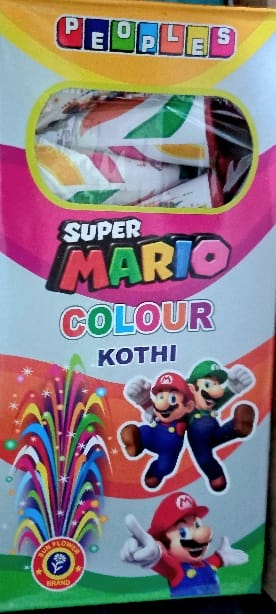 PEOPLES
SUPER
MARIO
COLOUR
KOTHI
SUN FLOWER
BRAND